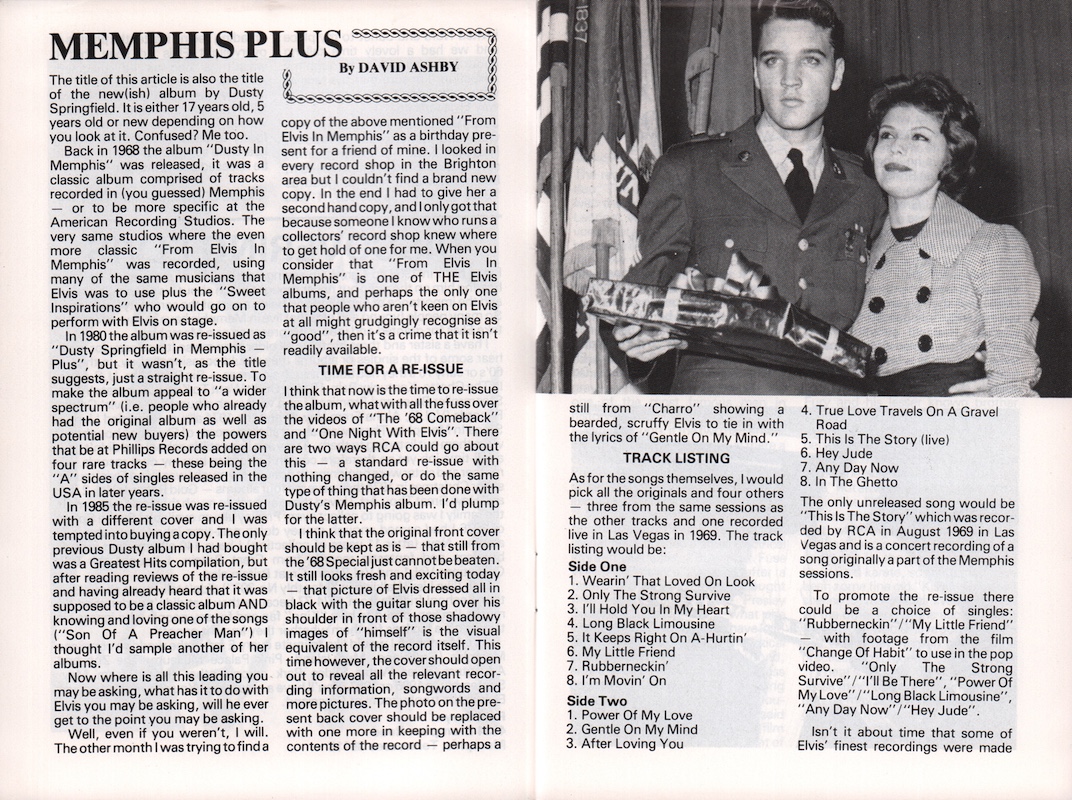 MEMPHIS PLUS
By DAVID ASHBY
The title of this article is also the title
of the new(ish) album by Dusty
Springfield. It is either 17 years old, 5
years old or new depending on how
you look at it. Confused? Me too.
Back in 1968 the album "Dusty In
Memphis" was released, it was a
classic album comprised of tracks
recorded in (you guessed) Memphis
— or to be more specific at the
American Recording Studios. The
very same studios where the even
more classic "From Elvis In
Memphis" was recorded, using
many of the same musicians that
Elvis was to use plus the "Sweet
Inspirations" who would go on to
perform with Elvis on stage.
In 1980 the album was re-issued as
"Dusty Springfield in Memphis —
Plus", but it wasn't, as the title
suggests, just a straight re-issue. To
make the album appeal to "a wider
spectrum" (i.e. people who already
had the original album as well as
potential new buyers) the powers
that be at Phillips Records added on
four rare tracks — these being the
"A" sides of singles released in the
USA in later years.
In 1985 the re-issue was re-issued
with a different cover and I was
tempted into buying a copy. The only
previous Dusty album I had bought
was a Greatest Hits compilation, but
after reading reviews of the re-issue
and having already heard that it was
supposed to be a classic album AND
knowing and loving one of the songs
("Son Of A Preacher Man") I
thought I'd sample another of her
albums.
Now where is all this leading you
may be asking, what has it to do with
Elvis you may be asking, will he ever
get to the point you may be asking.
Well, even if you weren't, I will.
The other month I was trying to find a
copy of the above mentioned "From
Elvis In Memphis" as a birthday pre-
sent for a friend of mine. I looked in
every record shop in the Brighton
area but I couldn't find a brand new
copy. In the end I had to give her a
second hand copy, and I only got that
because someone I know who runs a
collectors' record shop knew where
to get hold of one for me. When you
consider that "From Elvis In
Memphis" is one of THE Elvis
albums, and perhaps the only one
that people who aren't keen on Elvis
at all might grudgingly recognise as
"good", then it's a crime that it isn't
readily available.
TIME FOR A RE-ISSUE
I think that now is the time to re-issue
the album, what with all the fuss over
the videos of "The '68 Comeback"
and "One Night With Elvis". There
are two ways RCA could go about
this — a standard re-issue with
nothing changed, or do the same
type of thing that has been done with
Dusty's Memphis album. I'd plump
for the latter.
I think that the original front cover
should be kept as is — that still from
the '68 Special just cannot be beaten.
It still looks fresh and exciting today
— that picture of Elvis dressed all in
black with the guitar slung over his
shoulder in front of those shadowy
images of "himself" is the visual
equivalent of the record itself. This
time however, the cover should open
out to reveal all the relevant recor-
ding information, songwords and
more pictures. The photo on the pre-
sent back cover should be replaced
with one more in keeping with the
contents of the record — perhaps a
1837
still from "Charro" showing a
bearded, scruffy Elvis to tie in with
the lyrics of "Gentle On My Mind."
TRACK LISTING
As for the songs themselves, I would
pick all the originals and four others
— three from the same sessions as
the other tracks and one recorded
live in Las Vegas in 1969. The track
listing would be:
Side One
1. Wearin' That Loved On Look
2. Only The Strong Survive
3. I'll Hold You In My Heart
4. Long Black Limousine
5. It Keeps Right On A-Hurtin'
6. My Little Friend
7. Rubberneckin'
8. I'm Movin' On
Side Two
1. Power Of My Love
2. Gentle On My Mind
3. After Loving You
4. True Love Travels On A Gravel
Road
5. This Is The Story (live)
6. Hey Jude
7. Any Day Now
8. In The Ghetto
The only unreleased song would be
"This Is The Story" which was recor-
ded by RCA in August 1969 in Las
Vegas and is a concert recording of a
song originally a part of the Memphis
sessions.
To promote the re-issue there
could be a choice of singles:
"Rubberneckin"/"My Little Friend"
— with footage from the film
"Change Of Habit" to use in the pop
video. "Only The Strong
Survive"/"I'll Be There", "Power Of
My Love"/"Long Black Limousine",
"Any Day Now"/"Hey Jude".
Isn't it about time that some of
Elvis' finest recordings were made